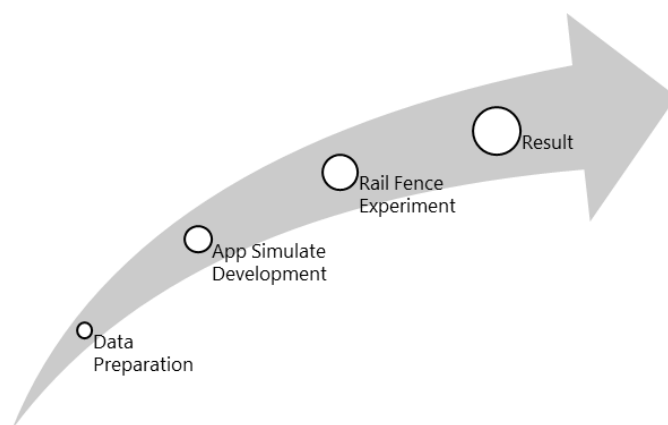 Result
Rail Fence
Experiment
App Simulate
Development
Data
Preparation